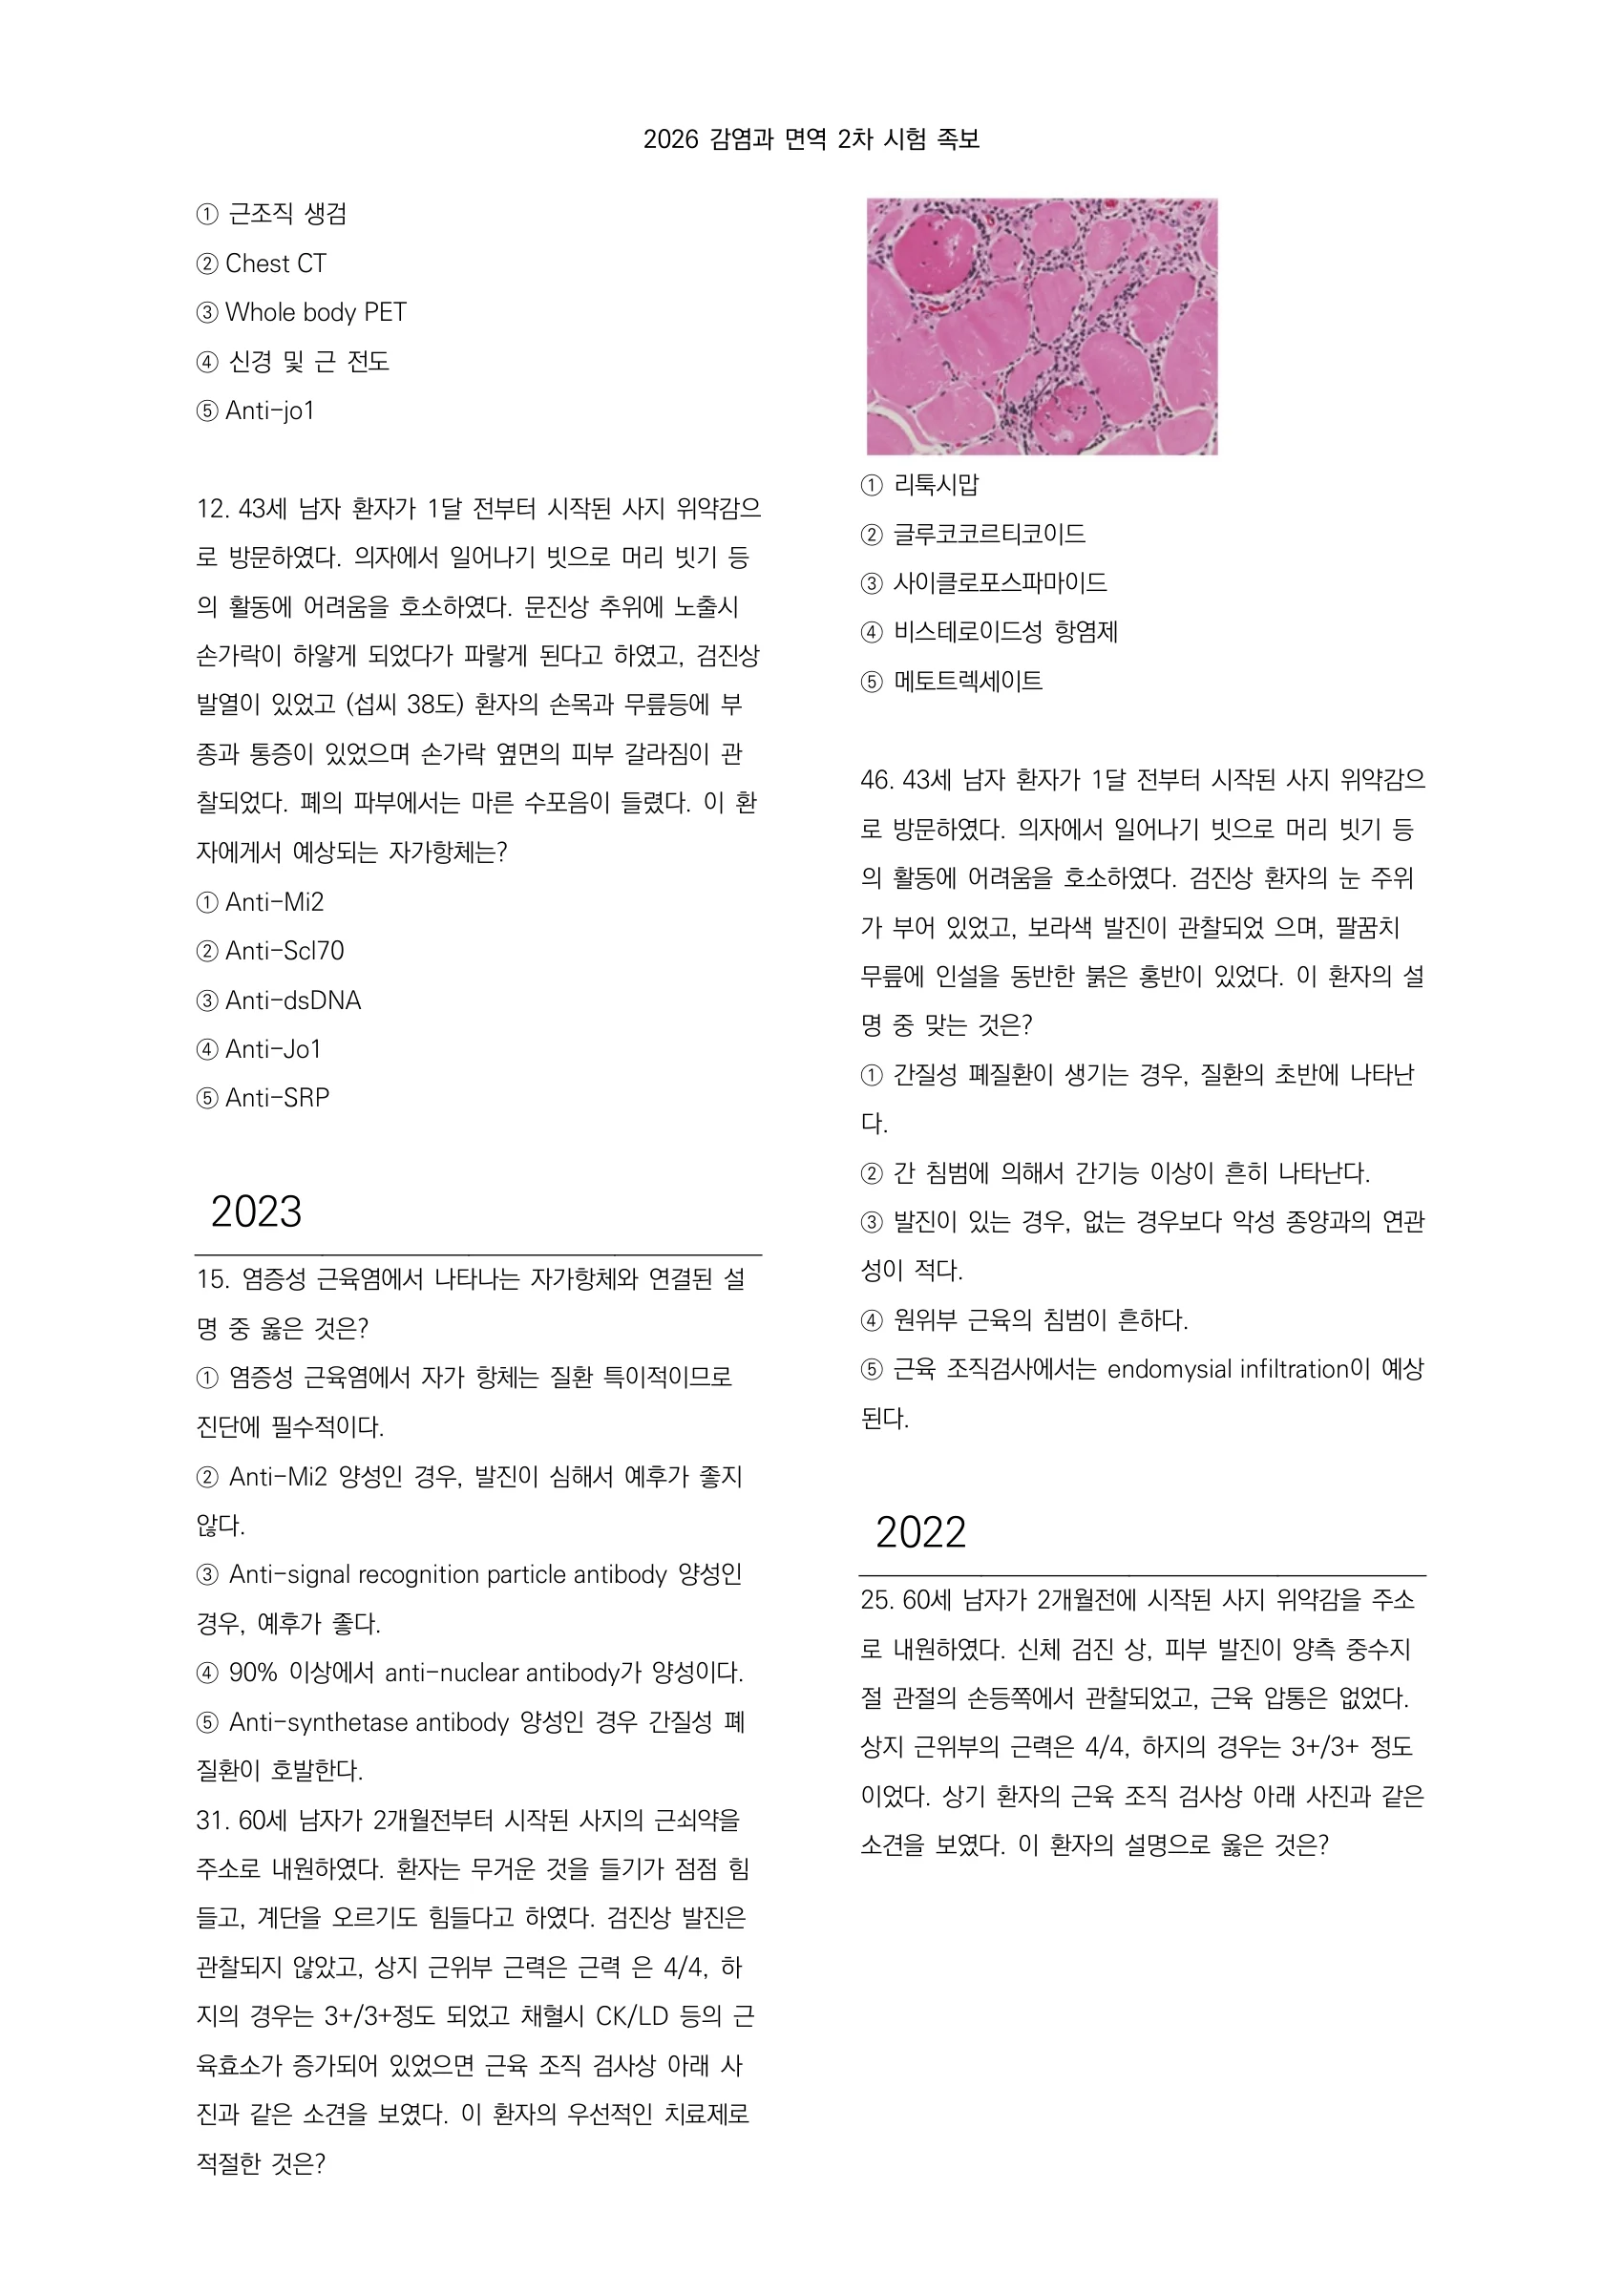 2026 감염과 면역 2차 시험 족보
① 근조직 생검
② Chest CT
③ Whole body PET
④ 신경 및 근 전도
⑤ Anti-jo1
12. 43세 남자 환자가 1달 전부터 시작된 사지 위약감으
로 방문하였다. 의자에서 일어나기 빗으로 머리 빗기 등
의 활동에 어려움을 호소하였다. 문진상 추위에 노출시
손가락이 하얗게 되었다가 파랗게 된다고 하였고, 검진상
발열이 있었고 (섭씨 38도) 환자의 손목과 무릎등에 부
종과 통증이 있었으며 손가락 옆면의 피부 갈라짐이 관
찰되었다. 폐의 파부에서는 마른 수포음이 들렸다. 이 환
자에게서 예상되는 자가항체는?
① Anti-Mi2
② Anti-Scl70
③ Anti-dsDNA
④ Anti-Jo1
⑤ Anti-SRP
2023
15. 염증성 근육염에서 나타나는 자가항체와 연결된 설
명 중 옳은 것은?
① 염증성 근육염에서 자가 항체는 질환 특이적이므로
진단에 필수적이다.
② Anti-Mi2 양성인 경우, 발진이 심해서 예후가 좋지
않다.
③ Anti-signal recognition particle antibody 양성인
경우, 예후가 좋다.
④ 90% 이상에서 anti-nuclear antibody가 양성이다.
⑤ Anti-synthetase antibody 양성인 경우 간질성 폐
질환이 호발한다.
31. 60세 남자가 2개월전부터 시작된 사지의 근쇠약을
주소로 내원하였다. 환자는 무거운 것을 들기가 점점 힘
들고, 계단을 오르기도 힘들다고 하였다. 검진상 발진은
관찰되지 않았고, 상지 근위부 근력은 근력 은 4/4, 하
지의 경우는 3+/3+정도 되었고 채혈시 CK/LD 등의 근
육효소가 증가되어 있었으면 근육 조직 검사상 아래 사
진과 같은 소견을 보였다. 이 환자의 우선적인 치료제로
적절한 것은?
① 리툭시맙
② 글루코코르티코이드
③ 사이클로포스파마이드
④ 비스테로이드성 항염제
⑤ 메토트렉세이트
46. 43세 남자 환자가 1달 전부터 시작된 사지 위약감으
로 방문하였다. 의자에서 일어나기 빗으로 머리 빗기 등
의 활동에 어려움을 호소하였다. 검진상 환자의 눈 주위
가 부어 있었고, 보라색 발진이 관찰되었 으며, 팔꿈치
무릎에 인설을 동반한 붉은 홍반이 있었다. 이 환자의 설
명 중 맞는 것은?
① 간질성 폐질환이 생기는 경우, 질환의 초반에 나타난
다.
② 간 침범에 의해서 간기능 이상이 흔히 나타난다.
③ 발진이 있는 경우, 없는 경우보다 악성 종양과의 연관
성이 적다.
④ 원위부 근육의 침범이 흔하다.
⑤ 근육 조직검사에서는 endomysial infiltration이 예상
된다.
2022
25. 60세 남자가 2개월전에 시작된 사지 위약감을 주소
로 내원하였다. 신체 검진 상, 피부 발진이 양측 중수지
절 관절의 손등쪽에서 관찰되었고, 근육 압통은 없었다.
상지 근위부의 근력은 4/4, 하지의 경우는 3+/3+ 정도
이었다. 상기 환자의 근육 조직 검사상 아래 사진과 같은
소견을 보였다. 이 환자의 설명으로 옳은 것은?